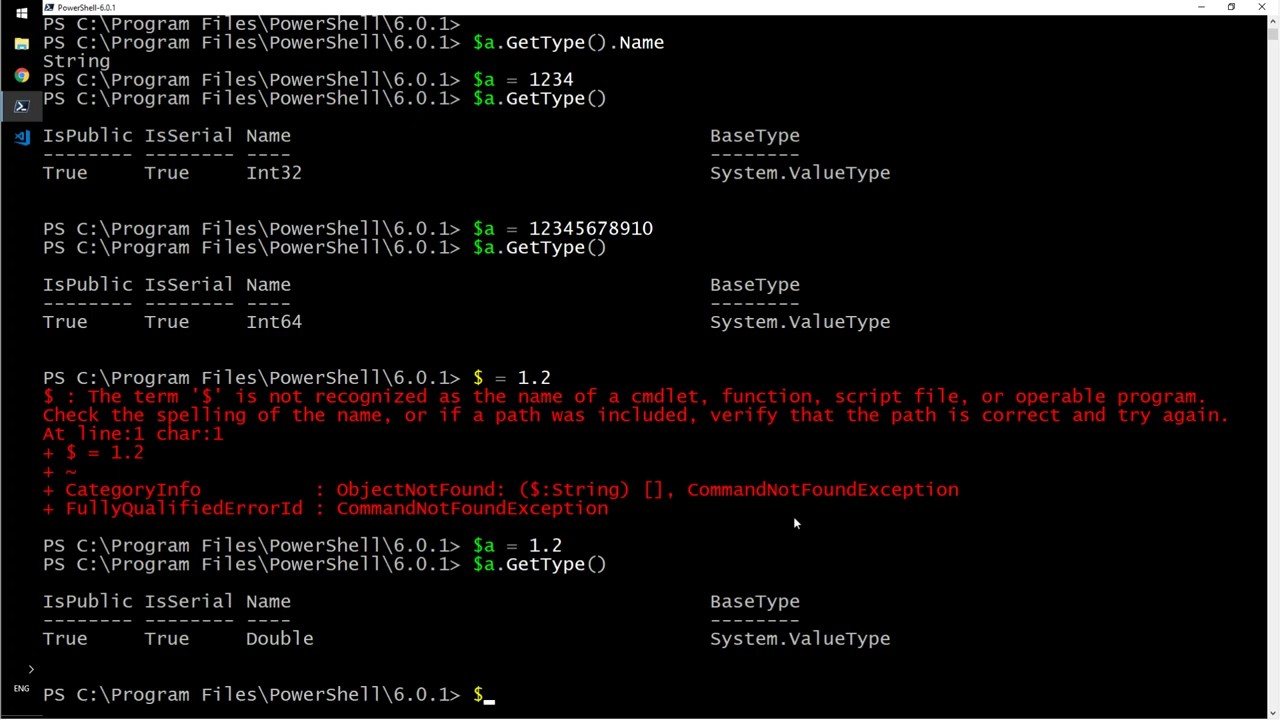 PowerShell-6.0.1
PS C:\Program Files\PowerShell\6.0.1>
PS C:\Program Files\PowerShell\6.0.1> $a.GetType().Name
String
PS C:\Program Files\PowerShell\6.0.1> $a = 1234
PS C:\Program Files\PowerShell\6.0.1> $a.GetType()
IsPublic IsSerial Name                                     BaseType
-------- -------- ----                                     --------
True     True     Int32                                    System.ValueType
PS C:\Program Files\PowerShell\6.0.1> $a = 12345678910
PS C:\Program Files\PowerShell\6.0.1> $a.GetType()
IsPublic IsSerial Name                                     BaseType
-------- -------- ----                                     --------
True     True     Int64                                    System.ValueType
PS C:\Program Files\PowerShell\6.0.1> $ = 1.2
$ : The term '$' is not recognized as the name of a cmdlet, function, script file, or operable program.
Check the spelling of the name, or if a path was included, verify that the path is correct and try again.
At line:1 char:1
+ $ = 1.2
+ ~
+ CategoryInfo          : ObjectNotFound: ($:String) [], CommandNotFoundException
+ FullyQualifiedErrorId : CommandNotFoundException
PS C:\Program Files\PowerShell\6.0.1> $a = 1.2
PS C:\Program Files\PowerShell\6.0.1> $a.GetType()
IsPublic IsSerial Name                                     BaseType
-------- -------- ----                                     --------
True     True     Double                                   System.ValueType
ENG
PS C:\Program Files\PowerShell\6.0.1> $_